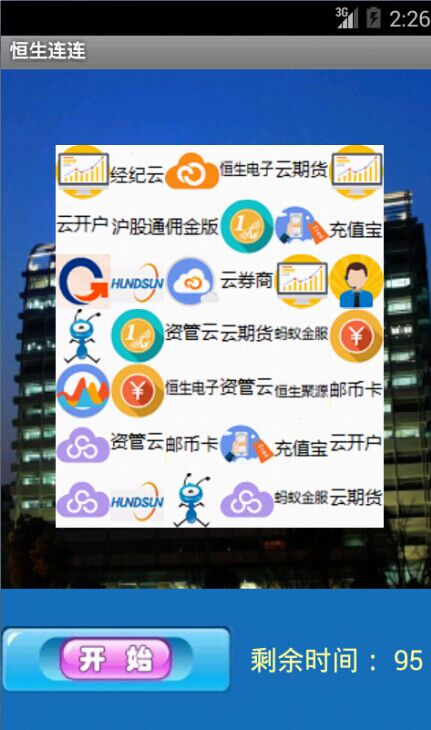 3G 2:26
恒生连连
经纪云 恒生电子 云期货
云开户 沪股通 佣金版 1 Free 充值宝
HUNDSUN 云券商
1 资管云 云期货 蚂蚁金服 ¥
¥ 恒生电子 资管云 恒生聚源 邮币卡
资管云 邮币卡 Free 充值宝 云开户
HUNDSUN 蚂蚁金服 云期货
开 始 剩余时间：95